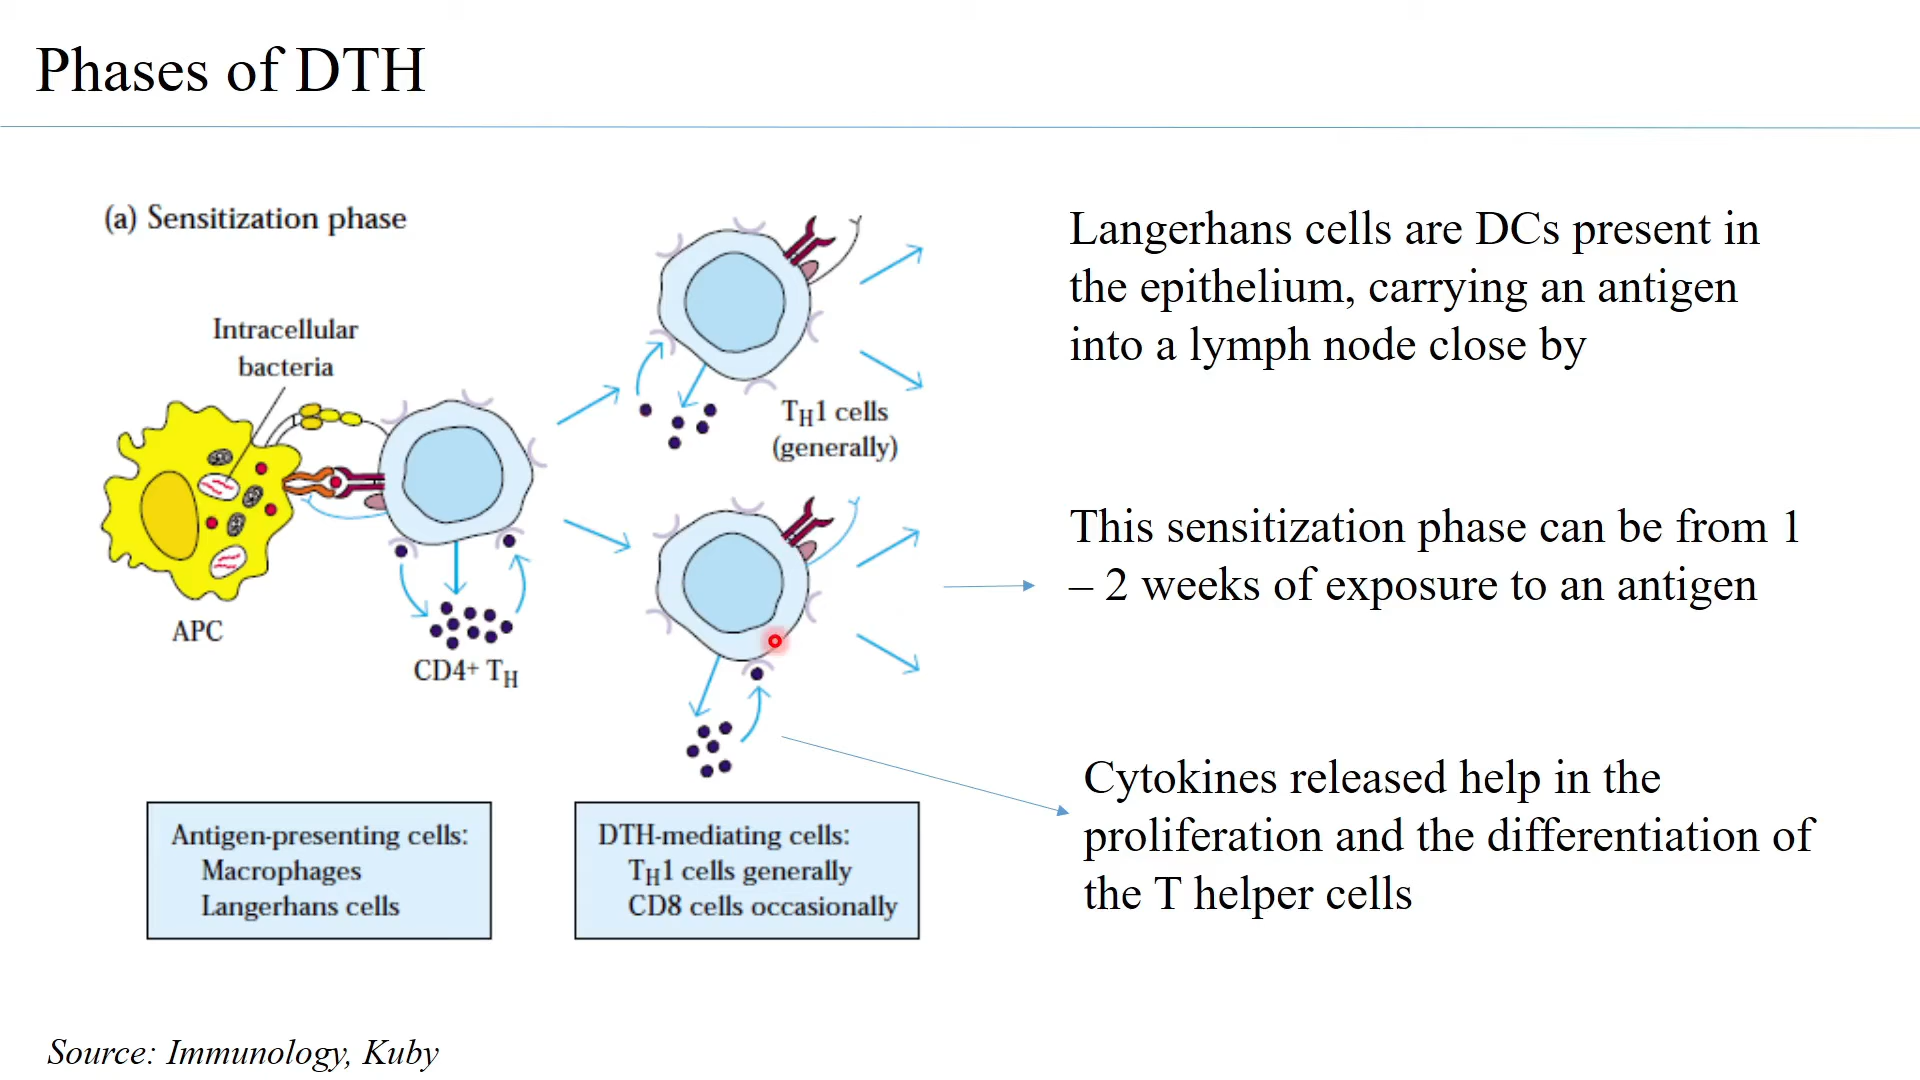 Phases of DTH
(a) Sensitization phase
Intracellular
bacteria
APC
CD4+ TH
TH1 cells
(generally)
Antigen-presenting cells:
Macrophages
Langerhans cells
DTH-mediating cells:
TH1 cells generally
CD8 cells occasionally
Langerhans cells are DCs present in
the epithelium, carrying an antigen
into a lymph node close by
This sensitization phase can be from 1
– 2 weeks of exposure to an antigen
Cytokines released help in the
proliferation and the differentiation of
the T helper cells
Source: Immunology, Kuby